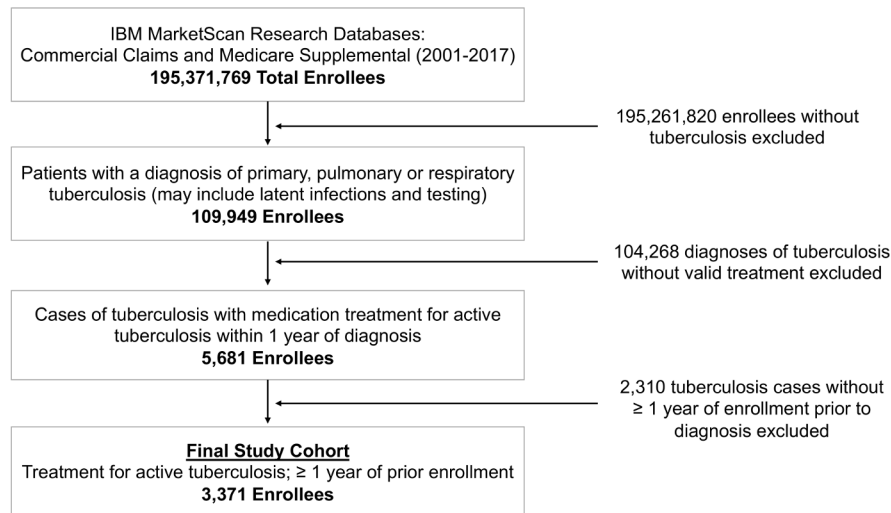 IBM MarketScan Research Databases:
Commercial Claims and Medicare Supplemental (2001-2017)
195,371,769 Total Enrollees
195,261,820 enrollees without
tuberculosis excluded
Patients with a diagnosis of primary, pulmonary or respiratory
tuberculosis (may include latent infections and testing)
109,949 Enrollees
104,268 diagnoses of tuberculosis
without valid treatment excluded
Cases of tuberculosis with medication treatment for active
tuberculosis within 1 year of diagnosis
5,681 Enrollees
2,310 tuberculosis cases without
≥ 1 year of enrollment prior to
diagnosis excluded
Final Study Cohort
Treatment for active tuberculosis; ≥ 1 year of prior enrollment
3,371 Enrollees